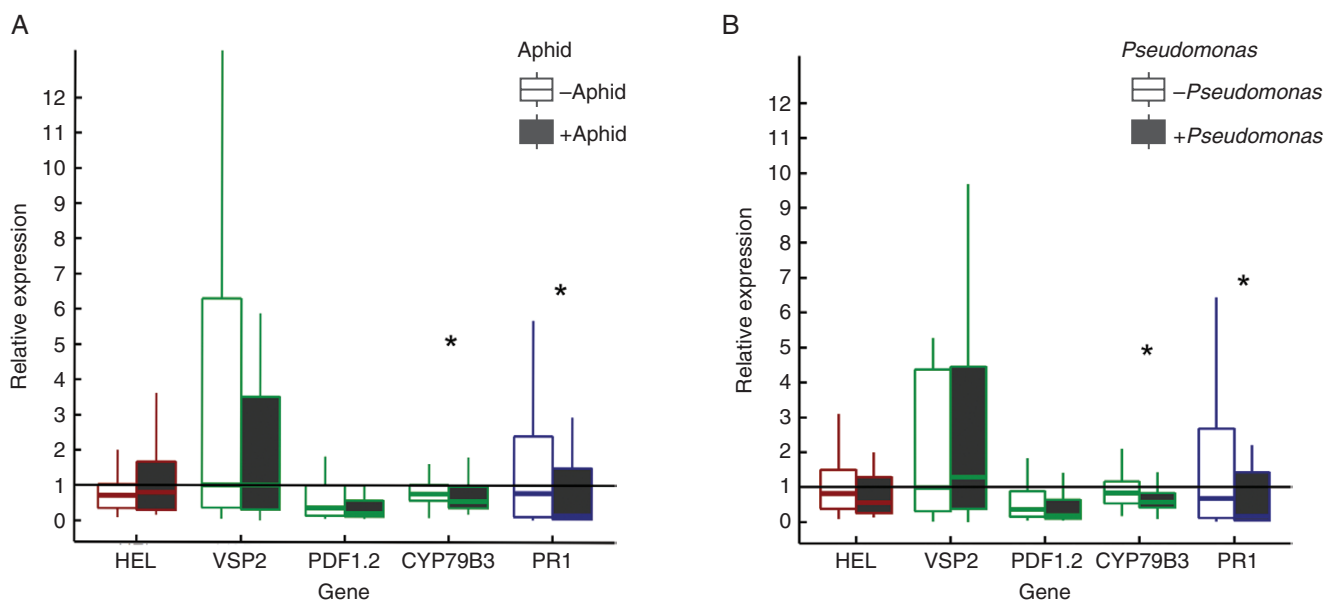 A
Aphid
–Aphid
+Aphid
12
11
10
9
8
7
6
5
4
3
2
1
0
Relative expression
*
*
HEL
VSP2
PDF1.2
CYP79B3
PR1
Gene
B
Pseudomonas
–Pseudomonas
+Pseudomonas
12
11
10
9
8
7
6
5
4
3
2
1
0
Relative expression
*
*
HEL
VSP2
PDF1.2
CYP79B3
PR1
Gene